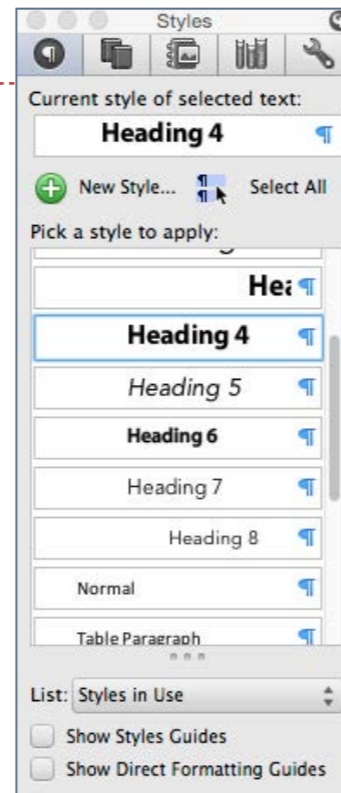 Styles
Current style of selected text:
Heading 4
New Style... Select All
Pick a style to apply:
Hea
Heading 4
Heading 5
Heading 6
Heading 7
Heading 8
Normal
Table Paragraph
List: Styles in Use
Show Styles Guides
Show Direct Formatting Guides